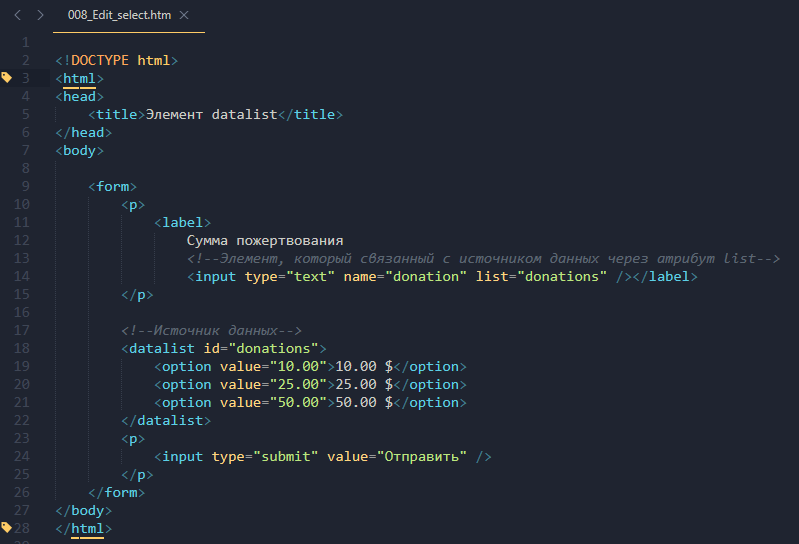 008_Edit_select.htm
1
2 <!DOCTYPE html>
3 <html>
4 <head>
5 <title>Элемент datalist</title>
6 </head>
7 <body>
8
9 <form>
10 <p>
11 <label>
12 Сумма пожертвования
13 <!--Элемент, который связанный с источником данных через атрибут list-->
14 <input type="text" name="donation" list="donations" /></label>
15 </p>
16
17 <!--Источник данных-->
18 <datalist id="donations">
19 <option value="10.00">10.00 $</option>
20 <option value="25.00">25.00 $</option>
21 <option value="50.00">50.00 $</option>
22 </datalist>
23 <p>
24 <input type="submit" value="Отправить" />
25 </p>
26 </form>
27 </body>
28 </html>